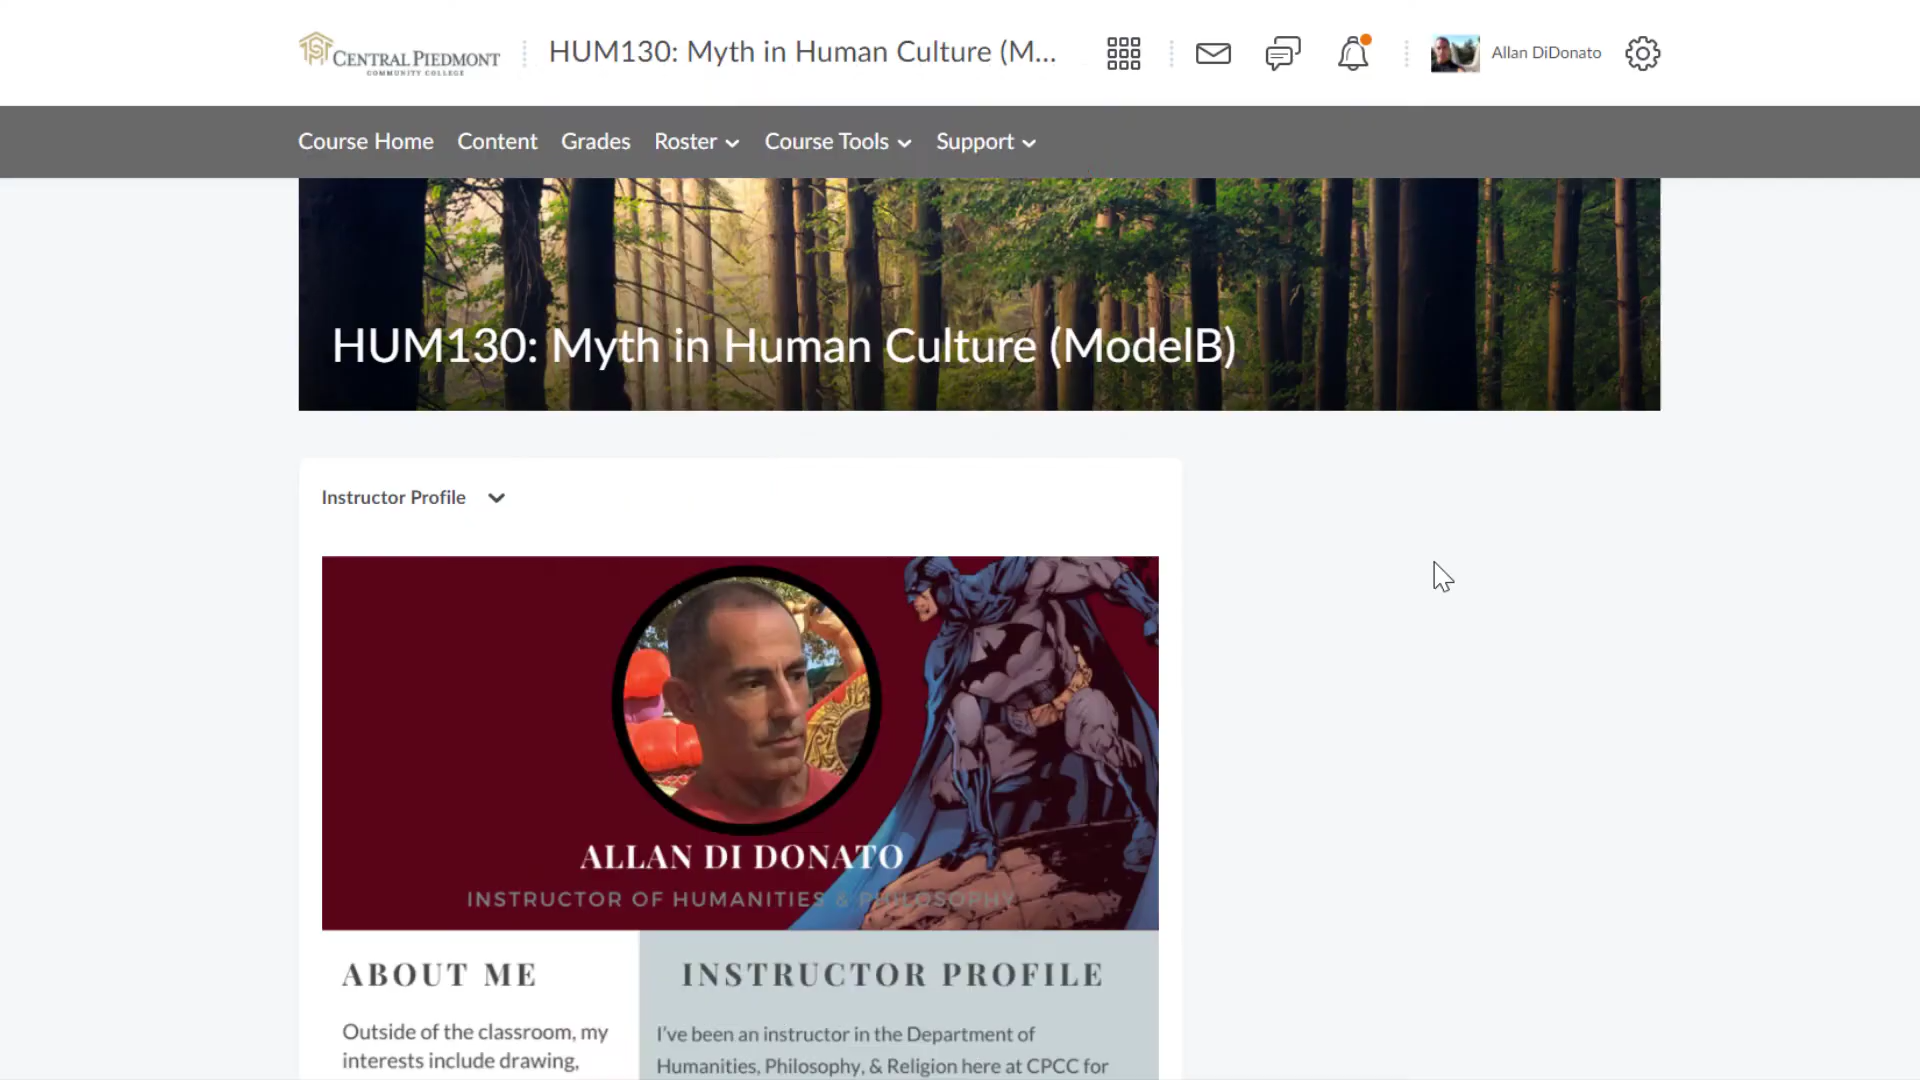 CENTRAL PIEDMONT
COMMUNITY COLLEGE
HUM130: Myth in Human Culture (M...
Allan DiDonato
Course Home Content Grades Roster Course Tools Support
HUM130: Myth in Human Culture (ModelB)
Instructor Profile
ALLAN DI DONATO
INSTRUCTOR OF HUMANITIES & PHILOSOPHY
ABOUT ME
Outside of the classroom, my
interests include drawing,
INSTRUCTOR PROFILE
I've been an instructor in the Department of
Humanities, Philosophy, & Religion here at CPCC for